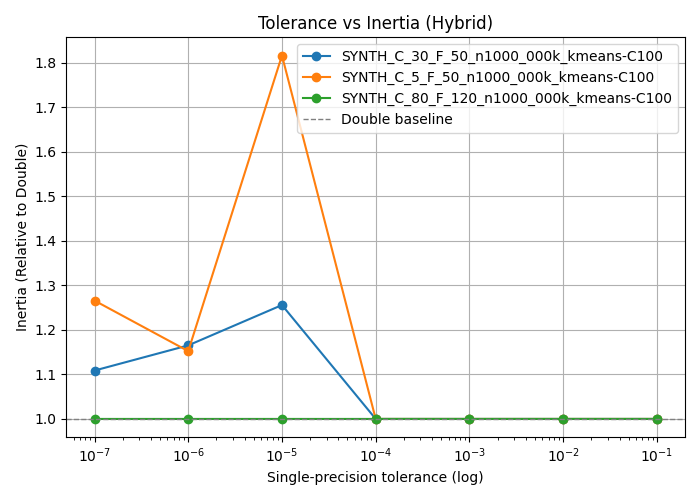 Tolerance vs Inertia (Hybrid)
SYNTH_C_30_F_50_n1000_000k_kmeans-C100
SYNTH_C_5_F_50_n1000_000k_kmeans-C100
SYNTH_C_80_F_120_n1000_000k_kmeans-C100
Double baseline
Inertia (Relative to Double)
1.8
1.7
1.6
1.5
1.4
1.3
1.2
1.1
1.0
10⁻⁷ 10⁻⁶ 10⁻⁵ 10⁻⁴ 10⁻³ 10⁻² 10⁻¹
Single-precision tolerance (log)